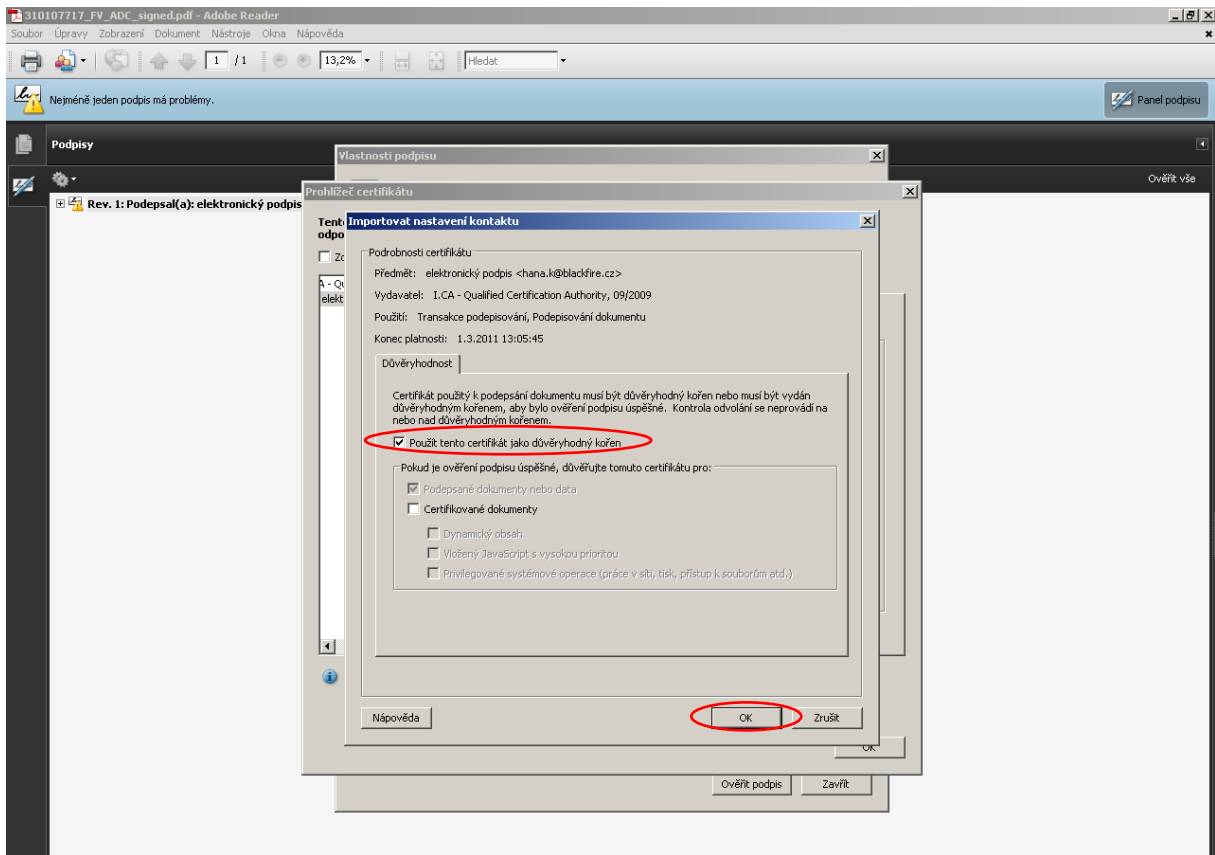 310107717_FV_ADC_signed.pdf - Adobe Reader
Soubor Úpravy Zobrazení Dokument Nástroje Okna Nápověda
1 /1 13,2% Hledat
Nejméně jeden podpis má problémy.
Panel podpisu
Podpisy
Ověřit vše
Rev. 1: Podepsal(a): elektronický podpis
Vlastnosti podpisu
Prohlížeč certifikátu
Importovat nastavení kontaktu
Podrobnosti certifikátu
Předmět: elektronický podpis <hana.k@blackfire.cz>
Vydavatel: I.CA - Qualified Certification Authority, 09/2009
Použití: Transakce podepisování, Podepisování dokumentu
Konec platnosti: 1.3.2011 13:05:45
Důvěryhodnost
Certifikát použitý k podepsání dokumentu musí být důvěryhodný kořen nebo musí být vydán
důvěryhodným kořenem, aby bylo ověření podpisu úspěšné. Kontrola odvolání se neprovádí na
nebo nad důvěryhodným kořenem.
Použít tento certifikát jako důvěryhodný kořen
Pokud je ověření podpisu úspěšné, důvěřujte tomuto certifikátu pro:
Podepsané dokumenty nebo data
Certifikované dokumenty
Dynamický obsah
Vložený JavaScript s vysokou prioritou
Privilegované systémové operace (práce v síti, tisk, přístup k souborům atd.)
Nápověda OK Zrušit
OK
Ověřit podpis Zavřít